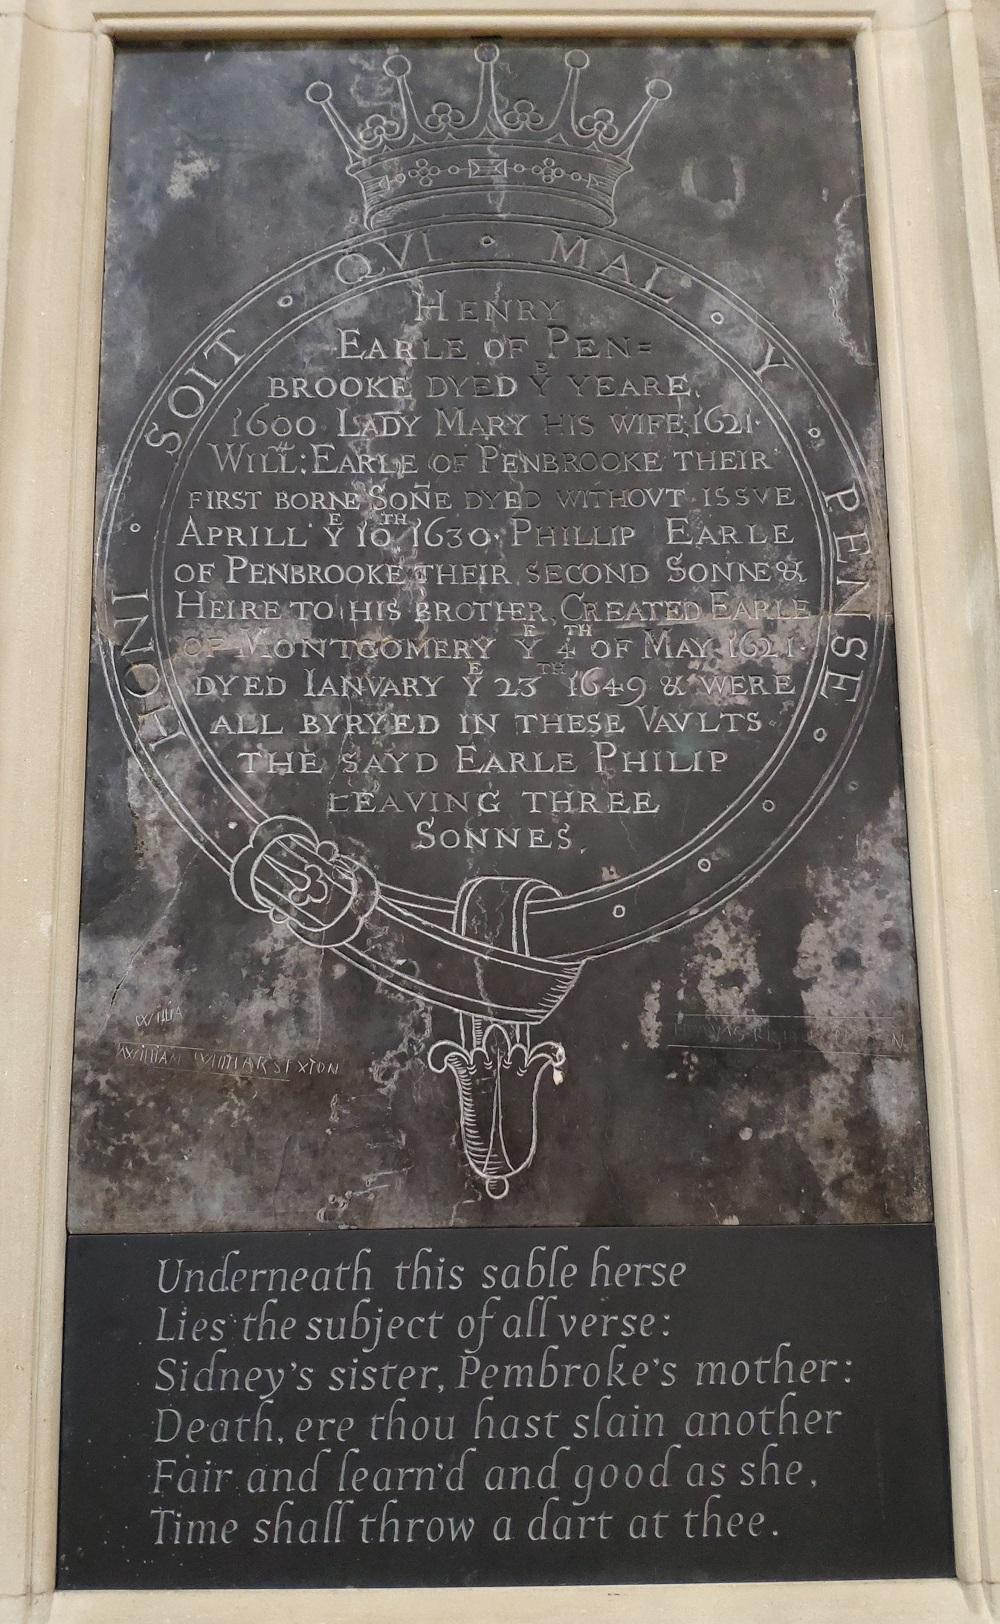 HONI · SOIT · QVI · MAL · Y · PENSE ·
HENRY
EARLE OF PEN=
BROOKE DYED Yᴱ YEARE
1600 LADY MARY HIS WIFE 1621·
WILL: EARLE OF PENBROOKE THEIR
FIRST BORNE SOÑE DYED WITHOVT ISSVE
APRILL Yᴱ 10ᵀᴴ 1630· PHILLIP EARLE
OF PENBROOKE THEIR SECOND SONNE &
HEIRE TO HIS BROTHER, CREATED EARLE
OF MONTGOMERY Yᴱ 4ᵀᴴ OF MAY 1621·
DYED IANVARY Yᴱ 23ᵀᴴ 1649 & WERE
ALL BYRYED IN THESE VAVLTS
THE SAYD EARLE PHILIP
LEAVING THREE
SONNES.
WILLIA
WILLIAM SEXTON
Underneath this sable herse
Lies the subject of all verse:
Sidney's sister, Pembroke's mother:
Death, ere thou hast slain another
Fair and learn'd and good as she,
Time shall throw a dart at thee.